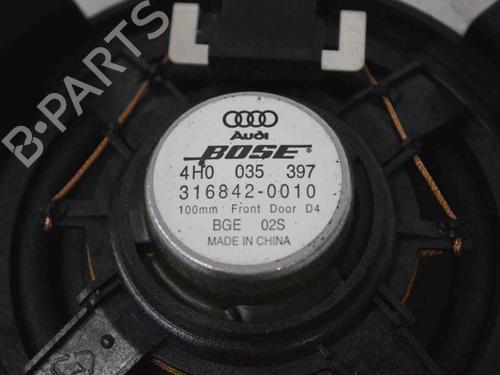 B-PARTS
Audi
BOSE
4H0 035 397
316842-0010
100mm Front Door D4
BGE 02S
MADE IN CHINA